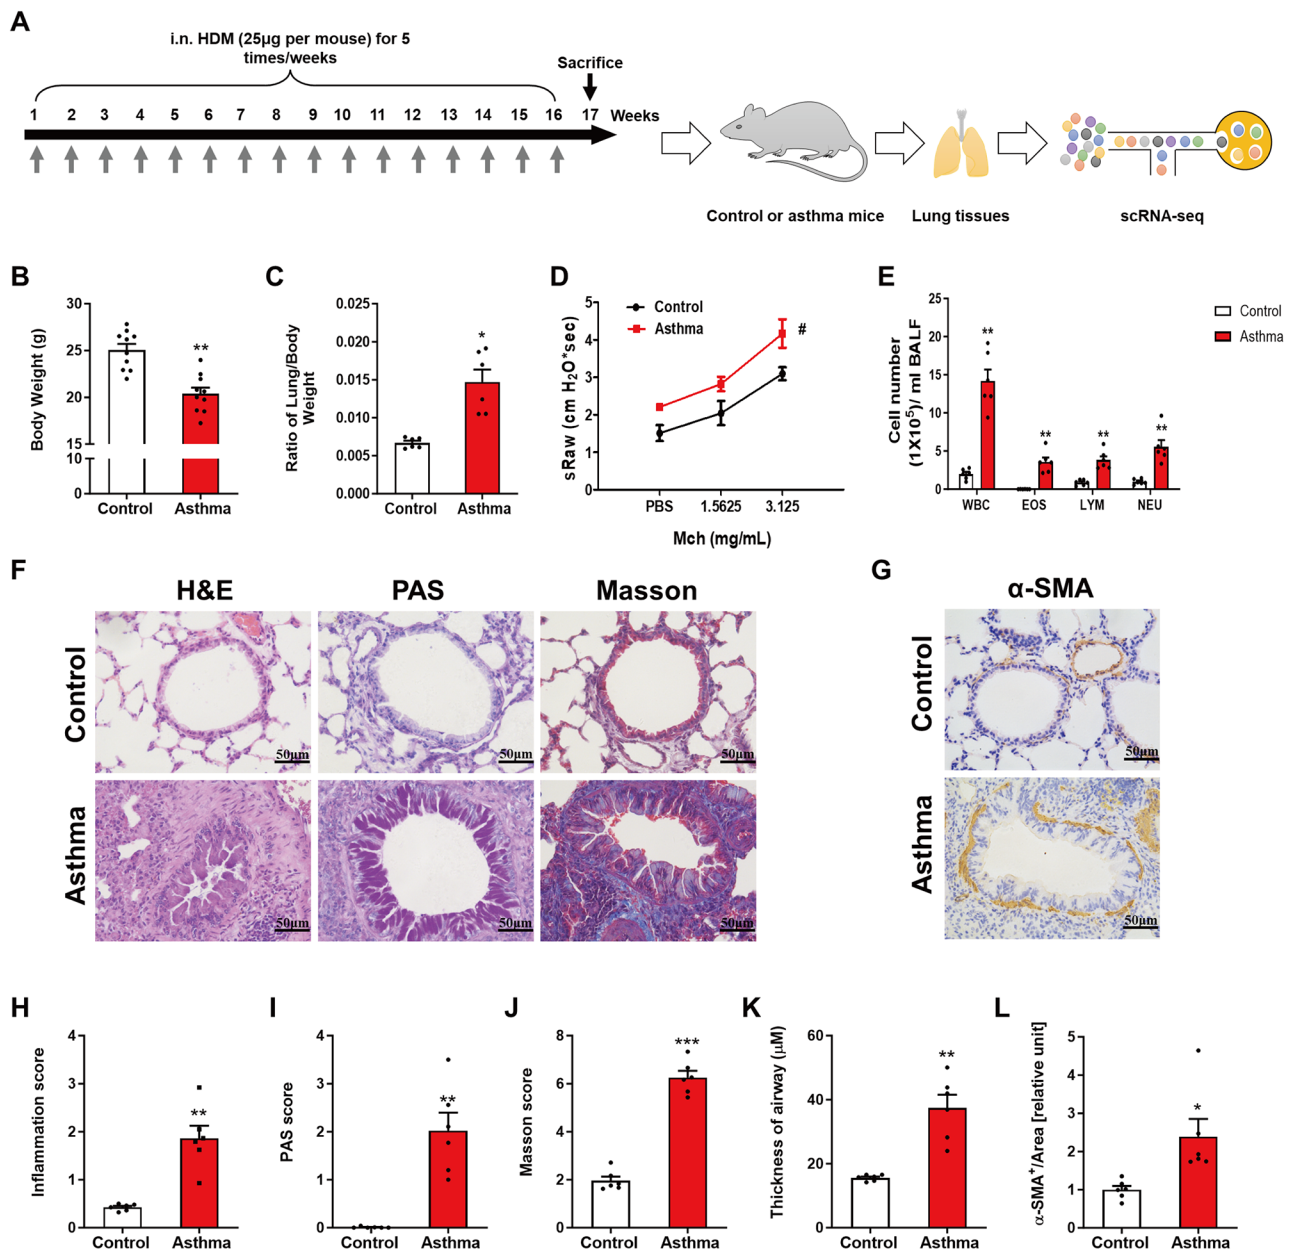 A
i.n. HDM (25μg per mouse) for 5
times/weeks
Sacrifice
1 2 3 4 5 6 7 8 9 10 11 12 13 14 15 16 17 Weeks
Control or asthma mice
Lung tissues
scRNA-seq
B
Body Weight (g)
30
25
20
15
10
0
**
Control
Asthma
C
Ratio of Lung/Body
Weight
0.025
0.020
0.015
0.010
0.005
0.000
*
Control
Asthma
D
sRaw (cm H2O*sec)
5
4
3
2
1
0
Control
Asthma
#
PBS
1.5625
3.125
Mch (mg/mL)
E
Cell number
(1X10⁵)/ ml BALF
25
20
15
10
5
0
**
**
**
**
WBC
EOS
LYM
NEU
Control
Asthma
F
H&E
PAS
Masson
Control
50μm
50μm
50μm
Asthma
50μm
50μm
50μm
G
α-SMA
Control
50μm
Asthma
50μm
H
Inflammation score
4
3
2
1
0
**
Control
Asthma
I
PAS score
4
3
2
1
0
**
Control
Asthma
J
Masson score
8
6
4
2
0
***
Control
Asthma
K
Thickness of airway (μM)
60
40
20
0
**
Control
Asthma
L
α-SMA⁺/Area [relative unit]
5
4
3
2
1
0
*
Control
Asthma